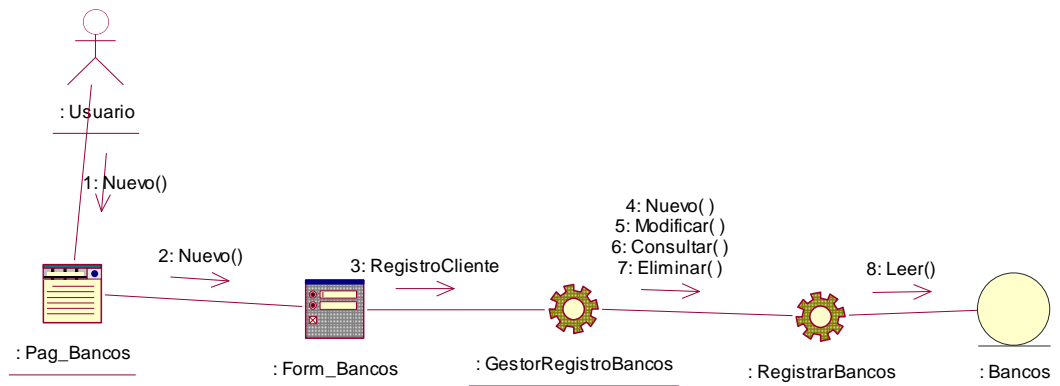 : Usuario
1: Nuevo()
2: Nuevo()
3: RegistroCliente
4: Nuevo( )
5: Modificar( )
6: Consultar( )
7: Eliminar( )
8: Leer()
: Pag_Bancos
: Form_Bancos
: GestorRegistroBancos
: RegistrarBancos
: Bancos